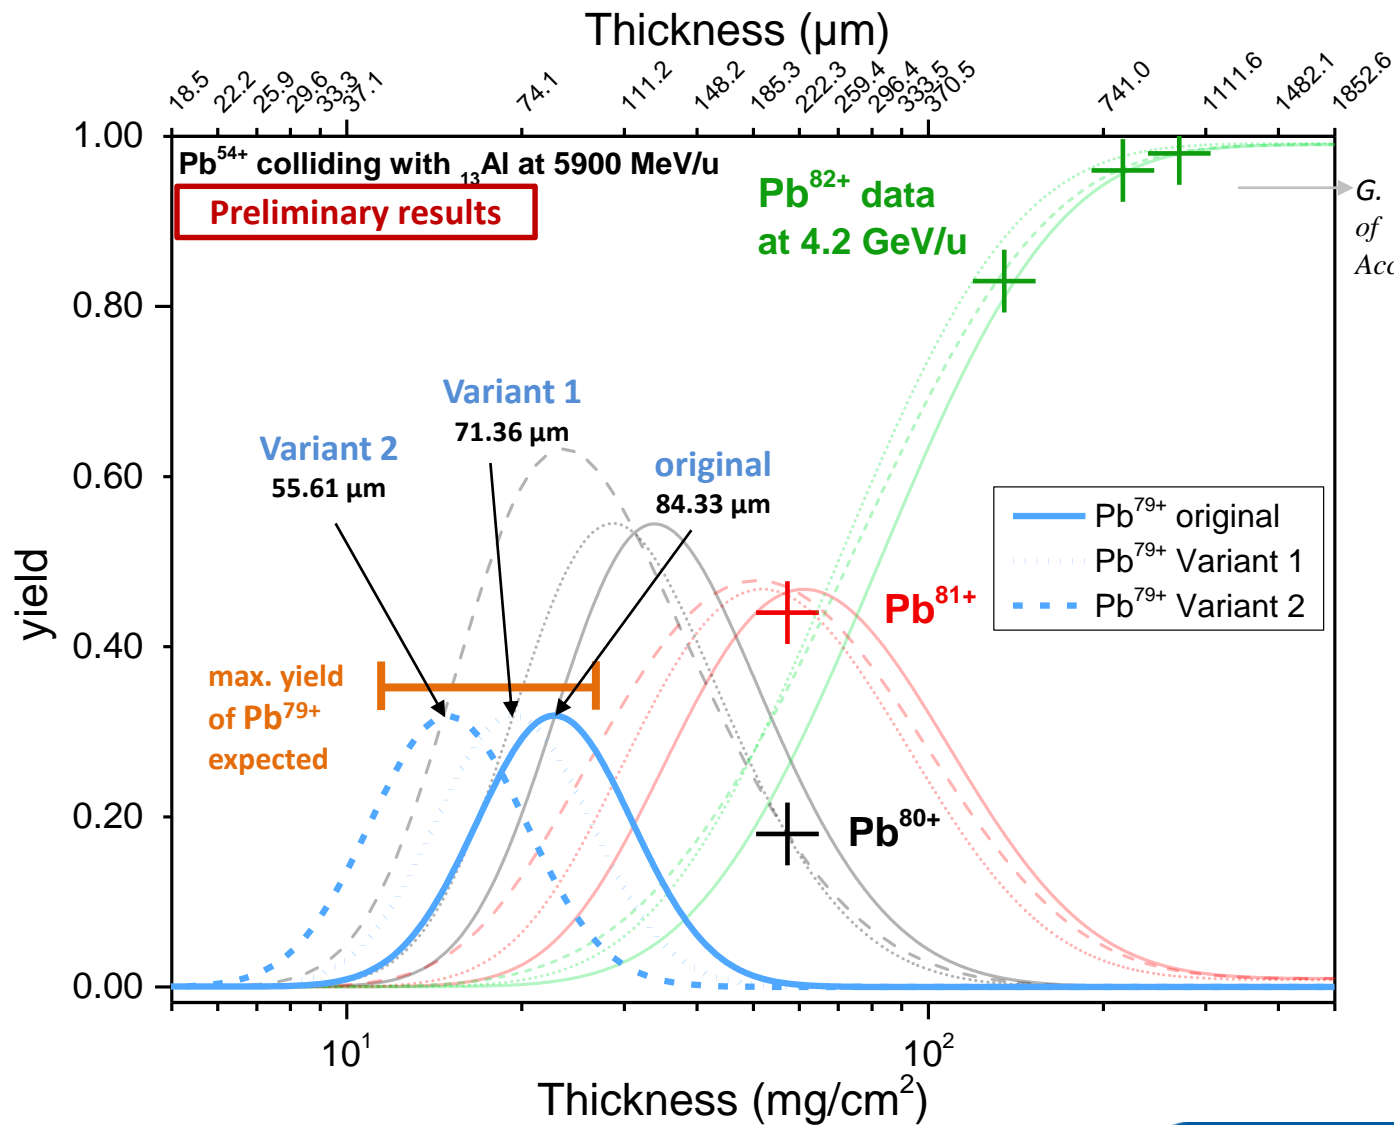 Thickness (µm)
18.5 22.2 25.9 29.6 33.3 37.1 74.1 111.2 148.2 185.3 222.3 259.4 296.4 333.5 370.5 741.0 1111.6 1482.1 1852.6
Pb54+ colliding with 13Al at 5900 MeV/u
Preliminary results
Pb82+ data
at 4.2 GeV/u
G.
of
Acc
Variant 1
71.36 µm
Variant 2
55.61 µm
original
84.33 µm
Pb79+ original
Pb79+ Variant 1
Pb79+ Variant 2
Pb81+
max. yield
of Pb79+
expected
Pb80+
yield
1.00
0.80
0.60
0.40
0.20
0.00
10^1 10^2
Thickness (mg/cm2)